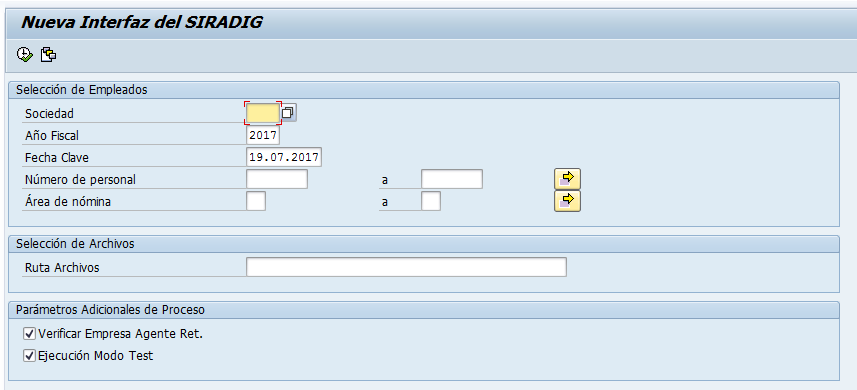 Nueva Interfaz del SIRADIG
Selección de Empleados
Sociedad
Año Fiscal 2017
Fecha Clave 19.07.2017
Número de personal a
Área de nómina a
Selección de Archivos
Ruta Archivos
Parámetros Adicionales de Proceso
Verificar Empresa Agente Ret.
Ejecución Modo Test